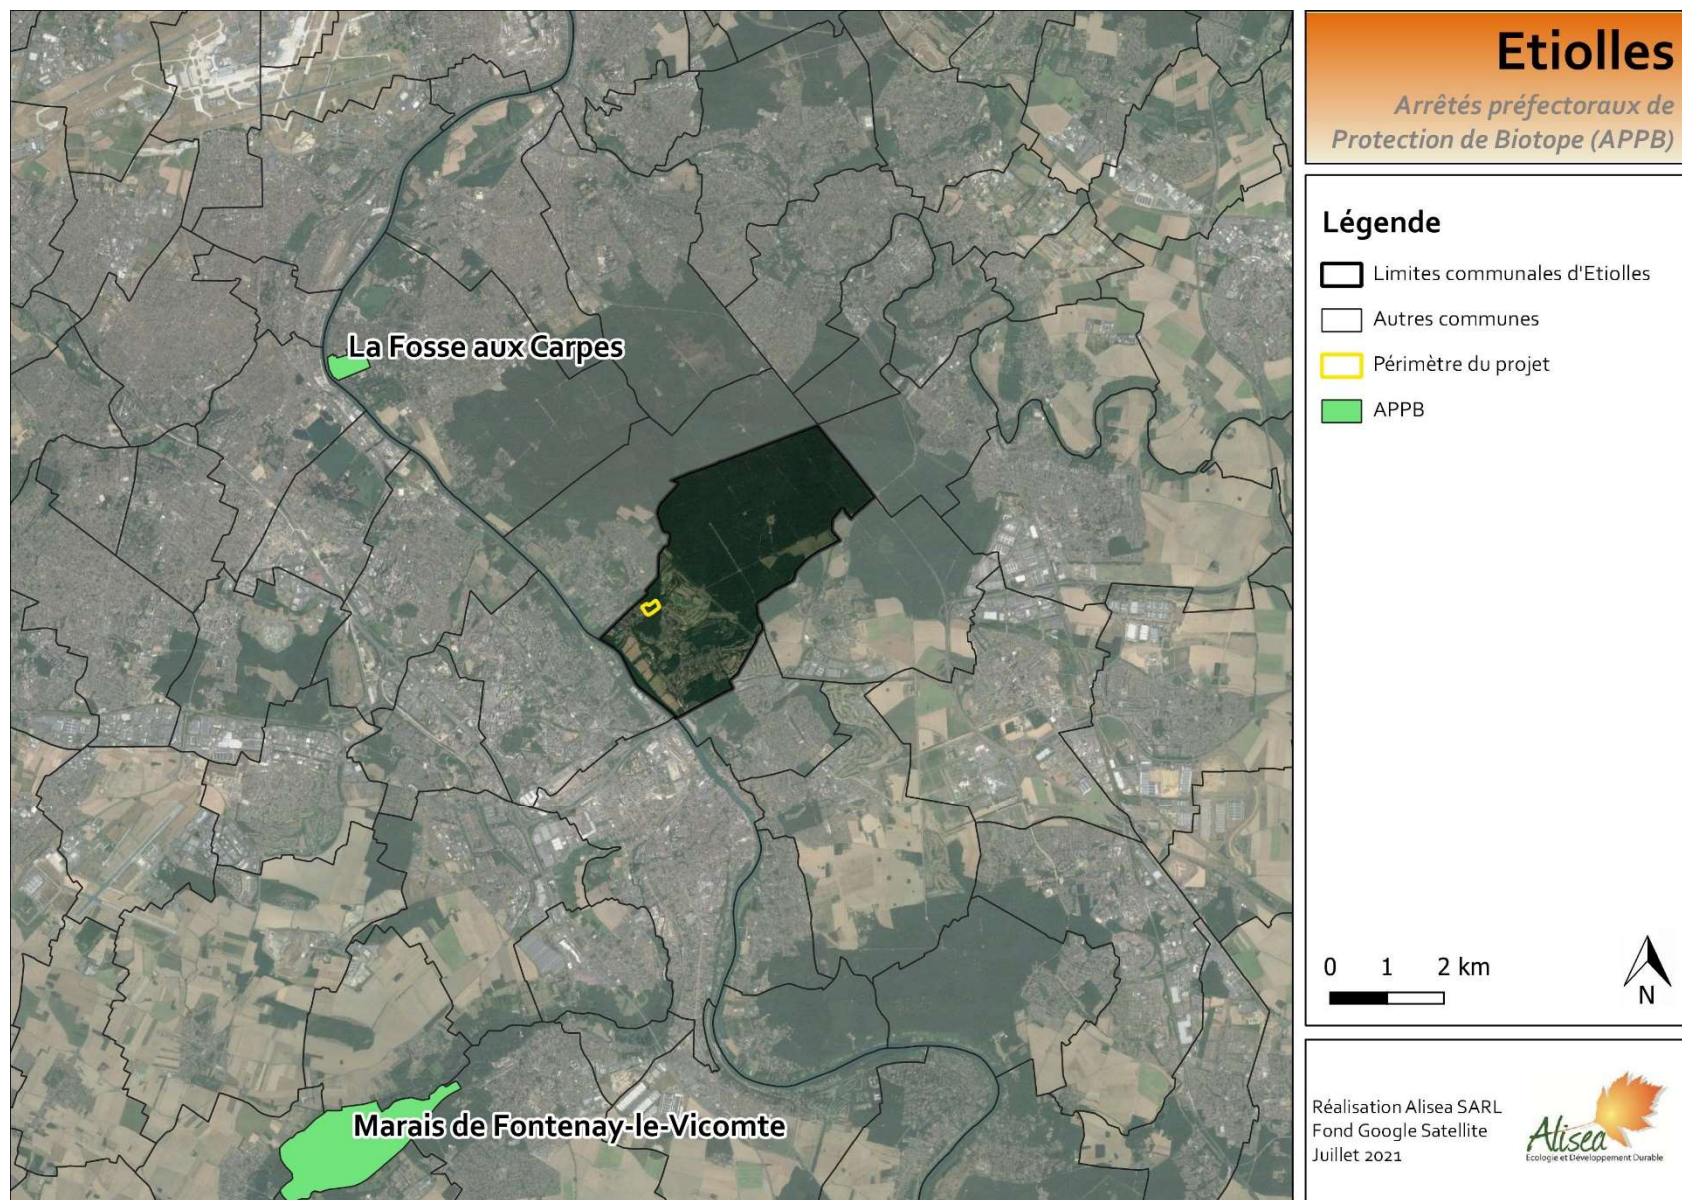 Etiolles
Arrêtés préfectoraux de
Protection de Biotope (APPB)
Légende
Limites communales d'Etiolles
Autres communes
Périmètre du projet
APPB
La Fosse aux Carpes
Marais de Fontenay-le-Vicomte
0 1 2 km
N
Réalisation Alisea SARL
Fond Google Satellite
Juillet 2021
Alisea
Ecologie et Développement Durable